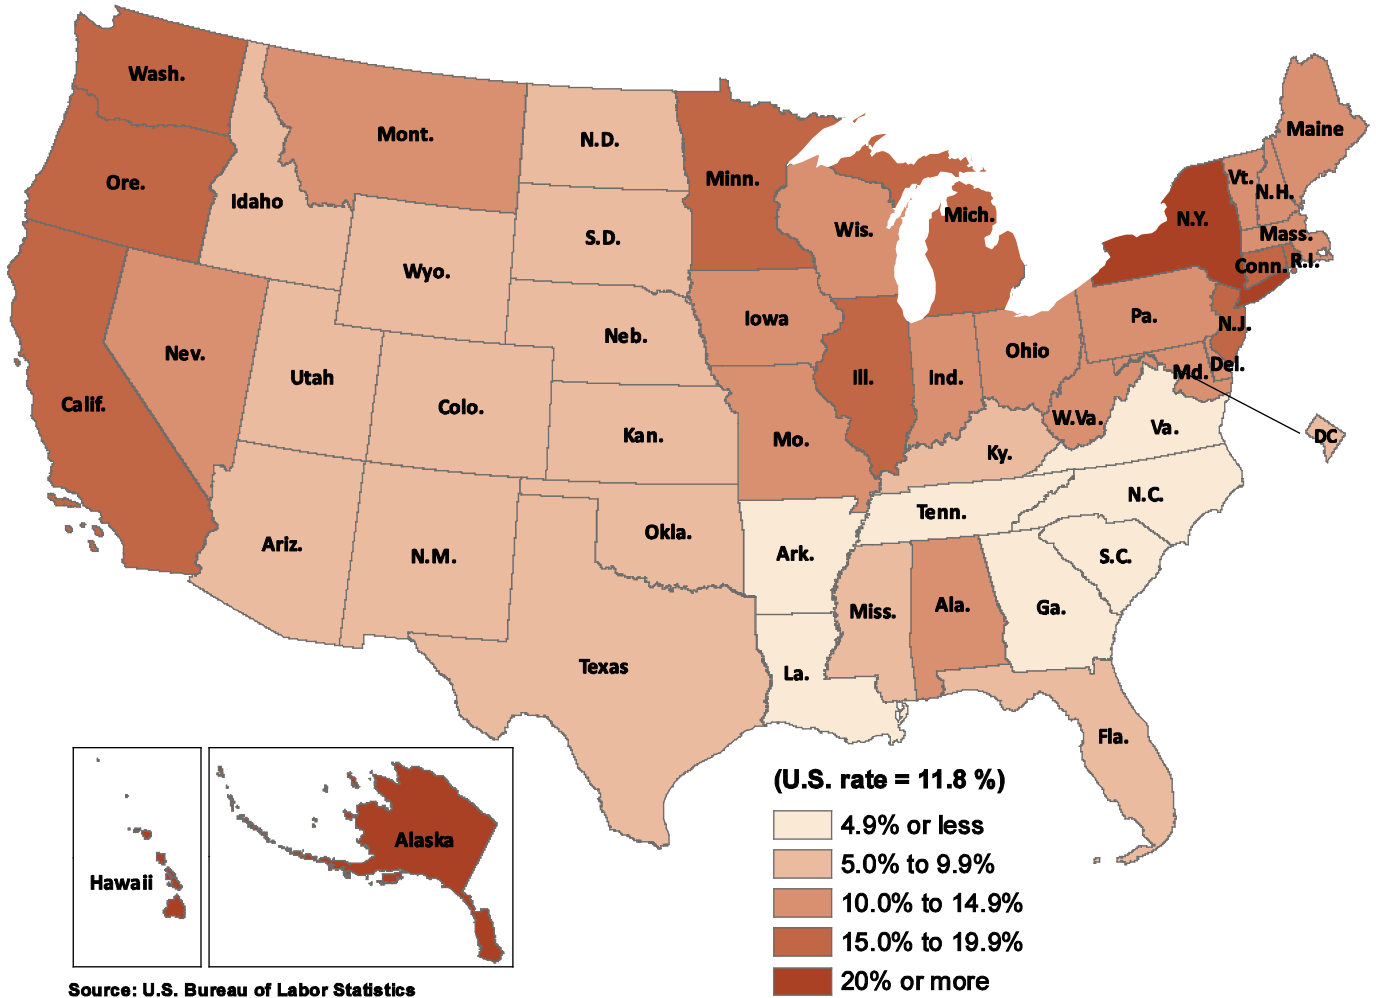 Wash.
Maine
Mont.
N.D.
Vt.
Ore.
Minn.
N.H.
Idaho
Mich.
N.Y.
Wis.
Mass.
S.D.
Conn.
R.I.
Wyo.
Iowa
Pa.
N.J.
Neb.
Nev.
Ohio
Del.
Md.
Utah
Ill.
Ind.
Calif.
Colo.
W.Va.
Va.
DC
Kan.
Mo.
Ky.
N.C.
Tenn.
Okla.
Ariz.
N.M.
Ark.
S.C.
Miss.
Ala.
Ga.
Texas
La.
Fla.
Alaska
Hawaii
(U.S. rate = 11.8 %)
4.9% or less
5.0% to 9.9%
10.0% to 14.9%
15.0% to 19.9%
20% or more
Source: U.S. Bureau of Labor Statistics